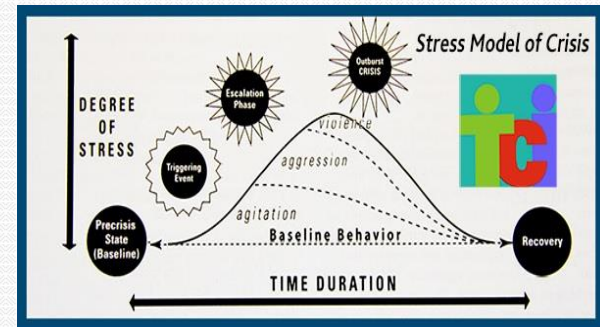 Stress Model of Crisis
DEGREE
OF
STRESS
Outburst
CRISIS
Escalation
Phase
Triggering
Event
violence
aggression
agitation
Precrisis
State
(Baseline)
Baseline Behavior
Recovery
TIME DURATION
TCI